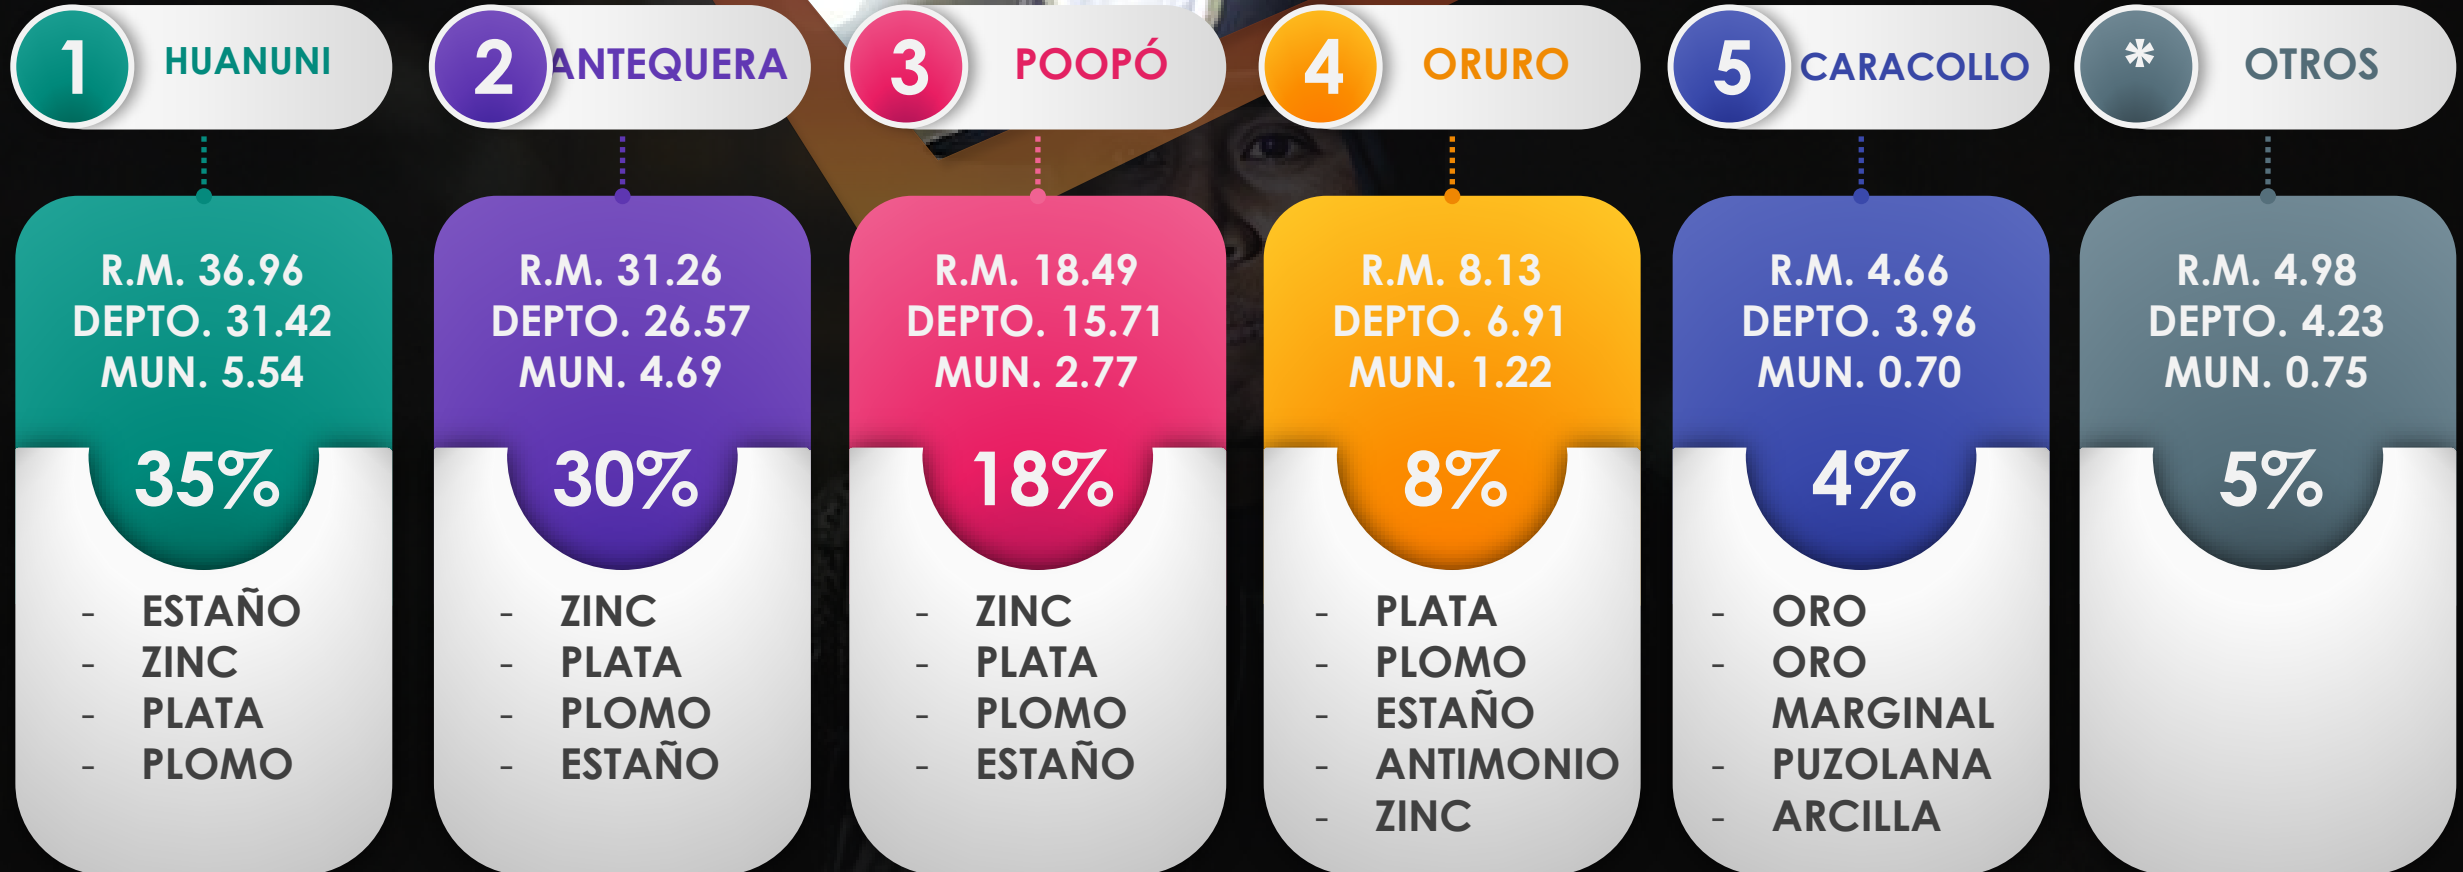 1 HUANUNI
R.M. 36.96
DEPTO. 31.42
MUN. 5.54
35%
- ESTAÑO
- ZINC
- PLATA
- PLOMO
2 ANTEQUERA
R.M. 31.26
DEPTO. 26.57
MUN. 4.69
30%
- ZINC
- PLATA
- PLOMO
- ESTAÑO
3 POOPÓ
R.M. 18.49
DEPTO. 15.71
MUN. 2.77
18%
- ZINC
- PLATA
- PLOMO
- ESTAÑO
4 ORURO
R.M. 8.13
DEPTO. 6.91
MUN. 1.22
8%
- PLATA
- PLOMO
- ESTAÑO
- ANTIMONIO
- ZINC
5 CARACOLLO
R.M. 4.66
DEPTO. 3.96
MUN. 0.70
4%
- ORO
- ORO
MARGINAL
- PUZOLANA
- ARCILLA
* OTROS
R.M. 4.98
DEPTO. 4.23
MUN. 0.75
5%